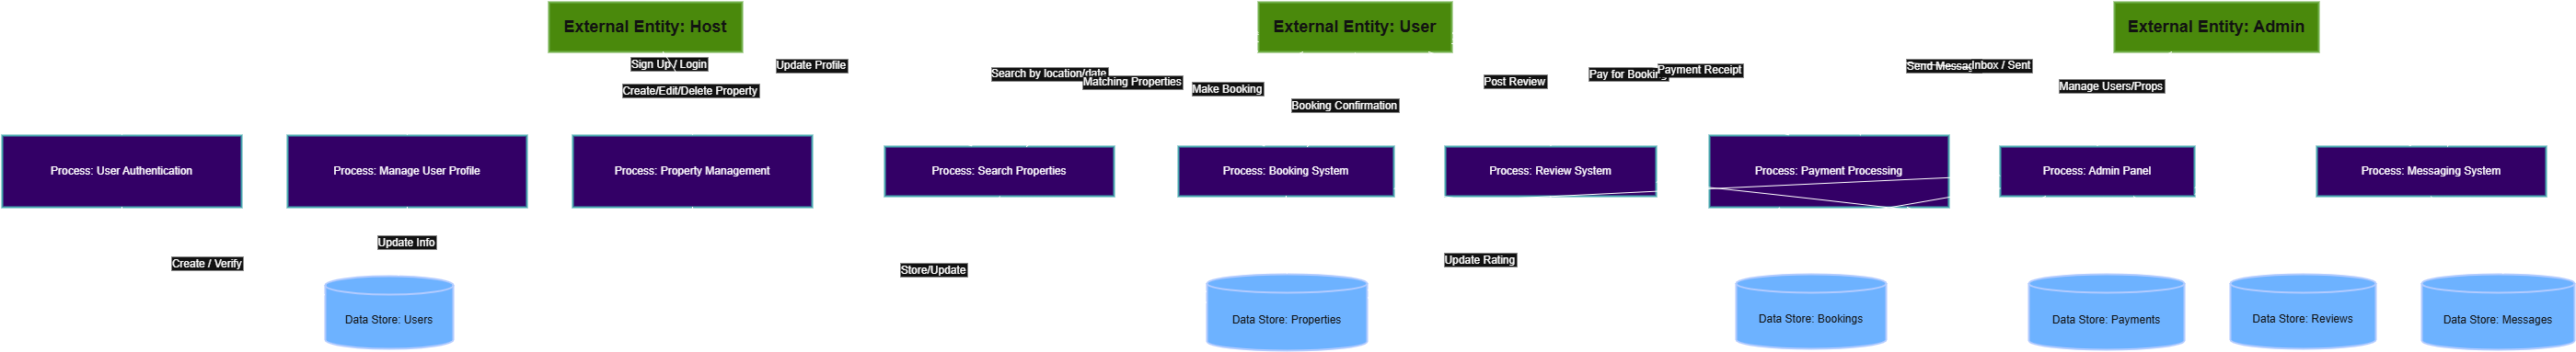 External Entity: Host
External Entity: User
External Entity: Admin
Sign Up / Login
Update Profile
Create/Edit/Delete Property
Search by location/date
Matching Properties
Make Booking
Booking Confirmation
Post Review
Pay for Booking
Payment Receipt
Send Message
Inbox / Sent
Manage Users/Props
Process: User Authentication
Process: Manage User Profile
Process: Property Management
Process: Search Properties
Process: Booking System
Process: Review System
Process: Payment Processing
Process: Admin Panel
Process: Messaging System
Update Info
Create / Verify
Store/Update
Update Rating
Data Store: Users
Data Store: Properties
Data Store: Bookings
Data Store: Payments
Data Store: Reviews
Data Store: Messages